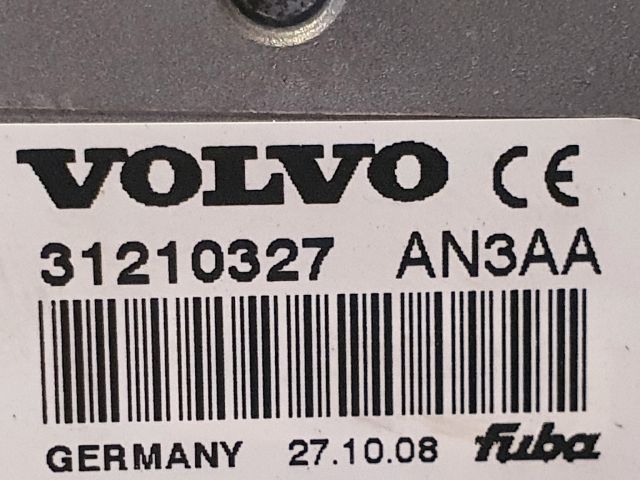 VOLVO CE
31210327 AN3AA
GERMANY 27.10.08 fuba